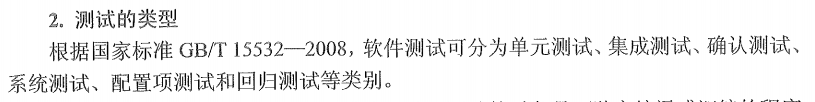 2. 测试的类型
根据国家标准 GB/T 15532—2008，软件测试可分为单元测试、集成测试、确认测试、
系统测试、配置项测试和回归测试等类别。